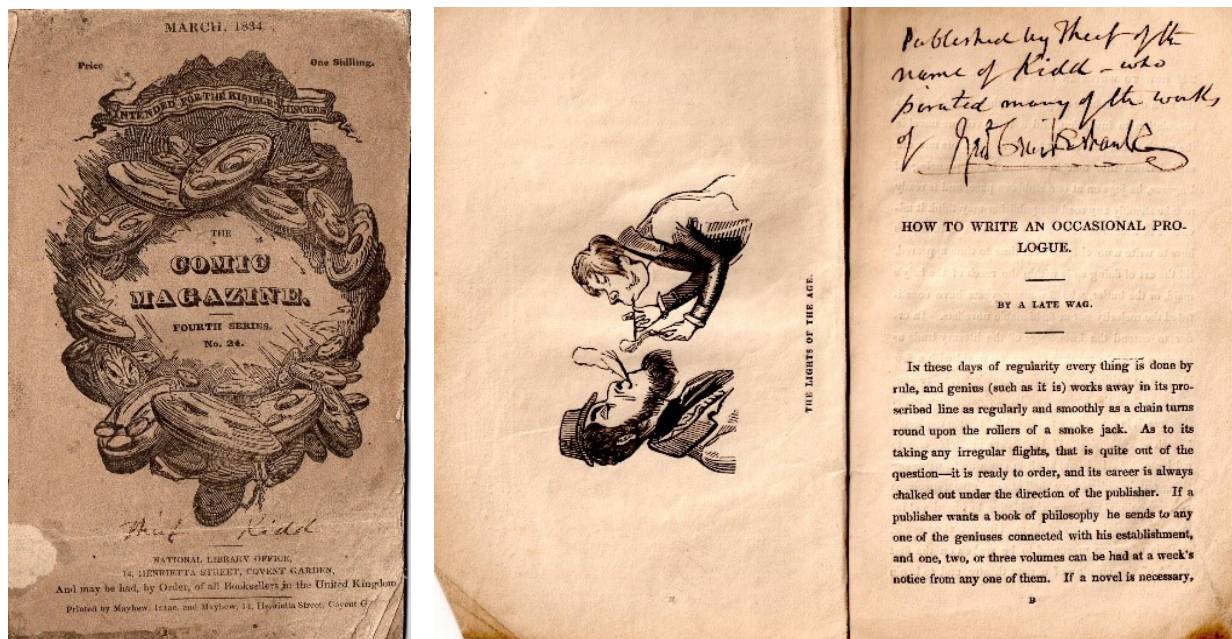 MARCH, 1834
Price
One Shilling.
INTENDED FOR THE RISIBLE MUSCLES
THE
COMIC
MAGAZINE.
FOURTH SERIES,
No. 24.
Kidd
NATIONAL LIBRARY OFFICE,
14, HENRIETTA STREET, COVENT GARDEN,
And may be had, by Order, of all Booksellers in the United Kingdom
Printed by Mayhew, Isaac, and Mayhew, 14, Henrietta Street, Covent G
THE LIGHTS OF THE AGE.
Published by Theif of the
name of Kidd – who
pirated many of the works
of Geo Cruikshank
HOW TO WRITE AN OCCASIONAL PRO-
LOGUE.
BY A LATE WAG.
IN these days of regularity every thing is done by
rule, and genius (such as it is) works away in its pro-
scribed line as regularly and smoothly as a chain turns
round upon the rollers of a smoke jack. As to its
taking any irregular flights, that is quite out of the
question—it is ready to order, and its career is always
chalked out under the direction of the publisher. If a
publisher wants a book of philosophy he sends to any
one of the geniuses connected with his establishment,
and one, two, or three volumes can be had at a week's
notice from any one of them. If a novel is necessary,
B